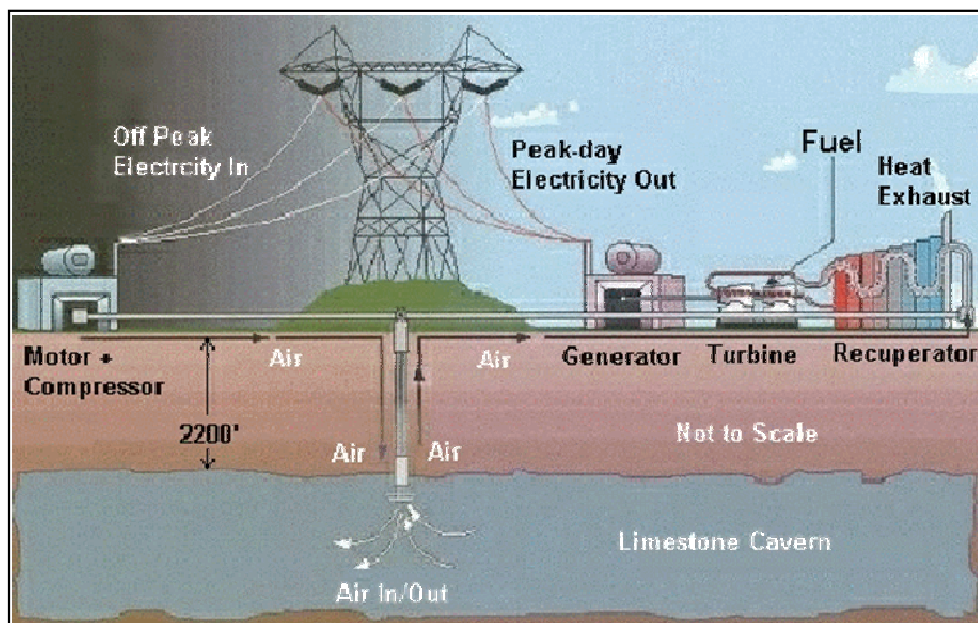 Off Peak
Electrcity In
Peak-day
Electricity Out
Fuel
Heat
Exhaust
Motor +
Compressor
Air
Air
Generator
Turbine
Recuperator
2200'
Air
Air
Not to Scale
Limestone Cavern
Air In/Out